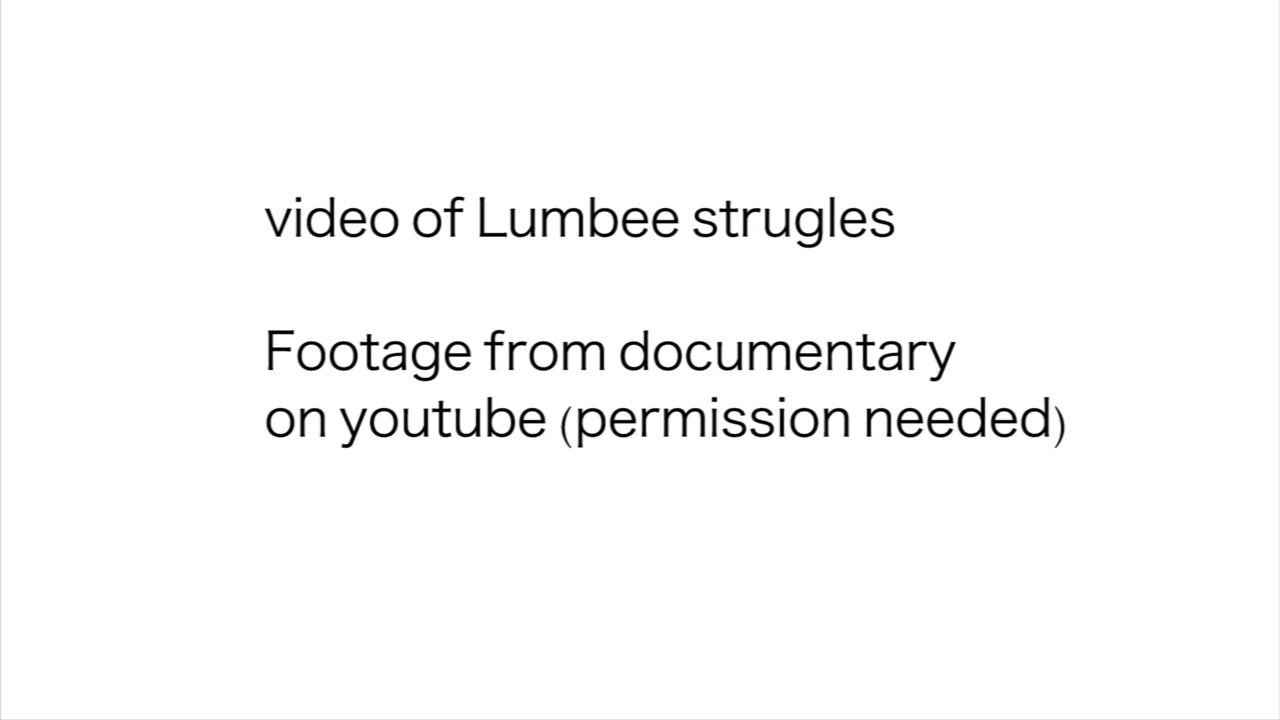 video of Lumbee strugles
Footage from documentary
on youtube (permission needed)